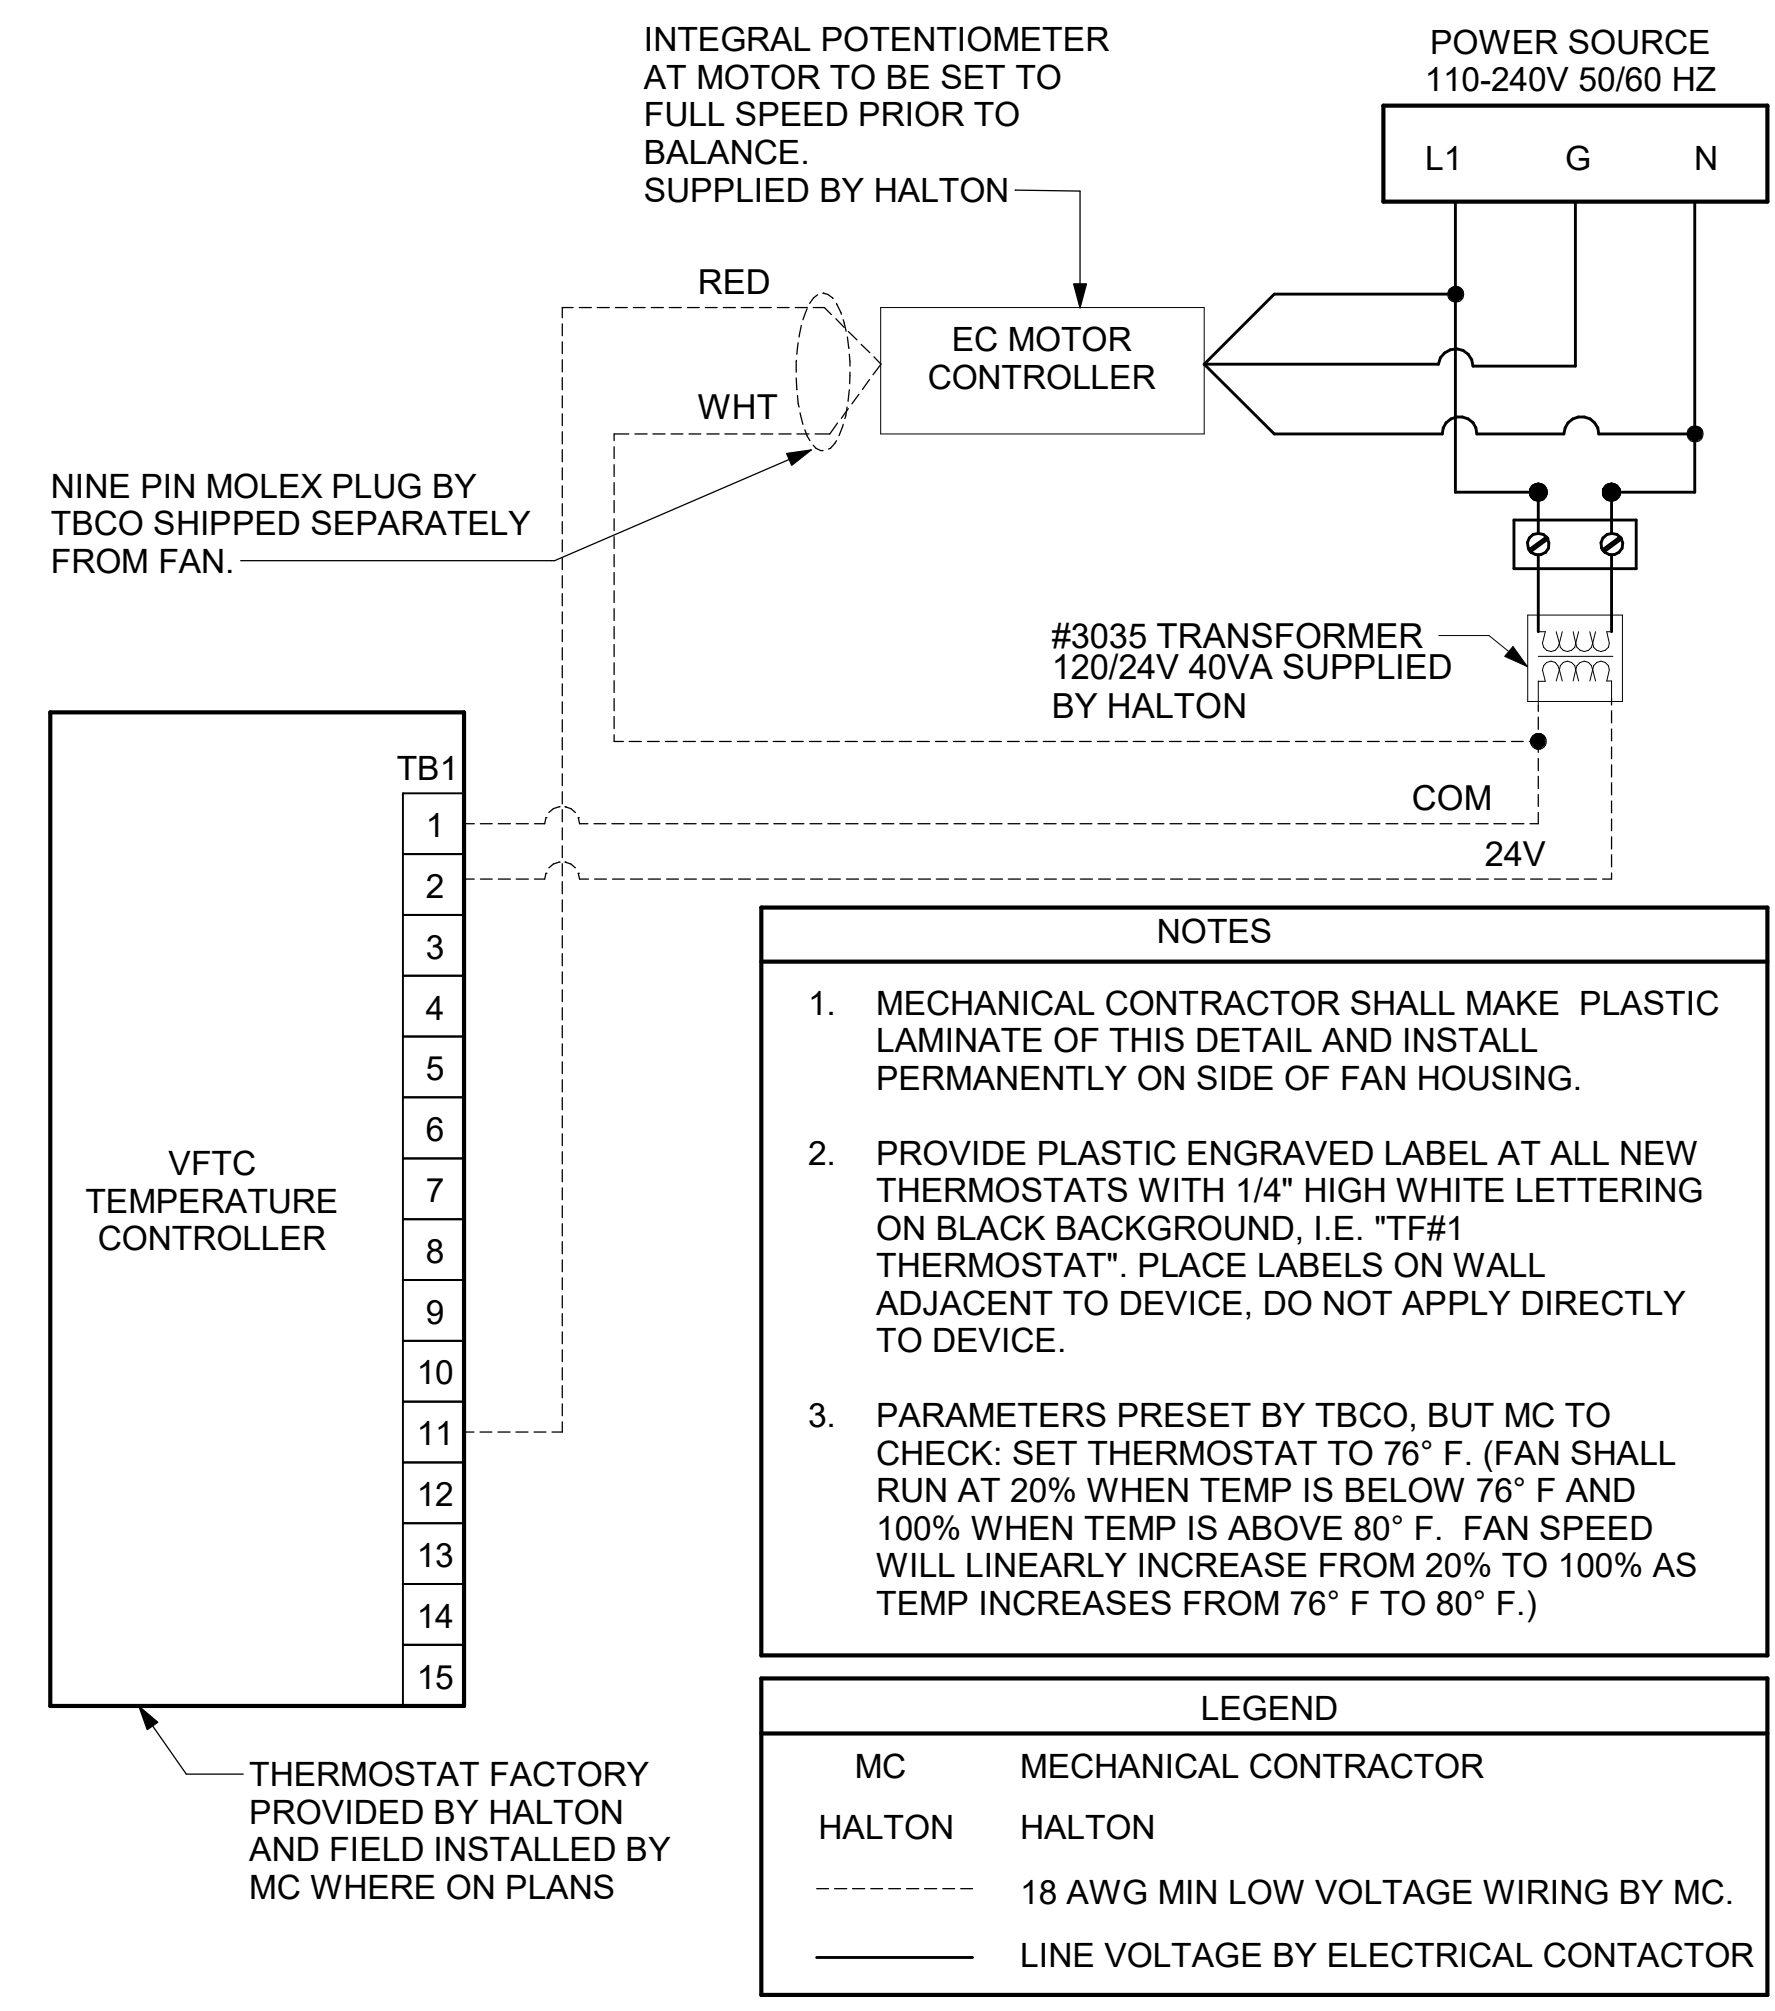 INTEGRAL POTENTIOMETER
AT MOTOR TO BE SET TO
FULL SPEED PRIOR TO
BALANCE.
SUPPLIED BY HALTON
POWER SOURCE
110-240V 50/60 HZ
L1 G N
RED
EC MOTOR
CONTROLLER
WHT
NINE PIN MOLEX PLUG BY
TBCO SHIPPED SEPARATELY
FROM FAN.
#3035 TRANSFORMER
120/24V 40VA SUPPLIED
BY HALTON
COM
24V
TB1
1
2
3
4
5
6
7
8
9
10
11
12
13
14
15
VFTC
TEMPERATURE
CONTROLLER
THERMOSTAT FACTORY
PROVIDED BY HALTON
AND FIELD INSTALLED BY
MC WHERE ON PLANS
NOTES
1. MECHANICAL CONTRACTOR SHALL MAKE PLASTIC
LAMINATE OF THIS DETAIL AND INSTALL
PERMANENTLY ON SIDE OF FAN HOUSING.
2. PROVIDE PLASTIC ENGRAVED LABEL AT ALL NEW
THERMOSTATS WITH 1/4" HIGH WHITE LETTERING
ON BLACK BACKGROUND, I.E. "TF#1
THERMOSTAT". PLACE LABELS ON WALL
ADJACENT TO DEVICE, DO NOT APPLY DIRECTLY
TO DEVICE.
3. PARAMETERS PRESET BY TBCO, BUT MC TO
CHECK: SET THERMOSTAT TO 76° F. (FAN SHALL
RUN AT 20% WHEN TEMP IS BELOW 76° F AND
100% WHEN TEMP IS ABOVE 80° F. FAN SPEED
WILL LINEARLY INCREASE FROM 20% TO 100% AS
TEMP INCREASES FROM 76° F TO 80° F.)
LEGEND
MC MECHANICAL CONTRACTOR
HALTON HALTON
18 AWG MIN LOW VOLTAGE WIRING BY MC.
LINE VOLTAGE BY ELECTRICAL CONTACTOR